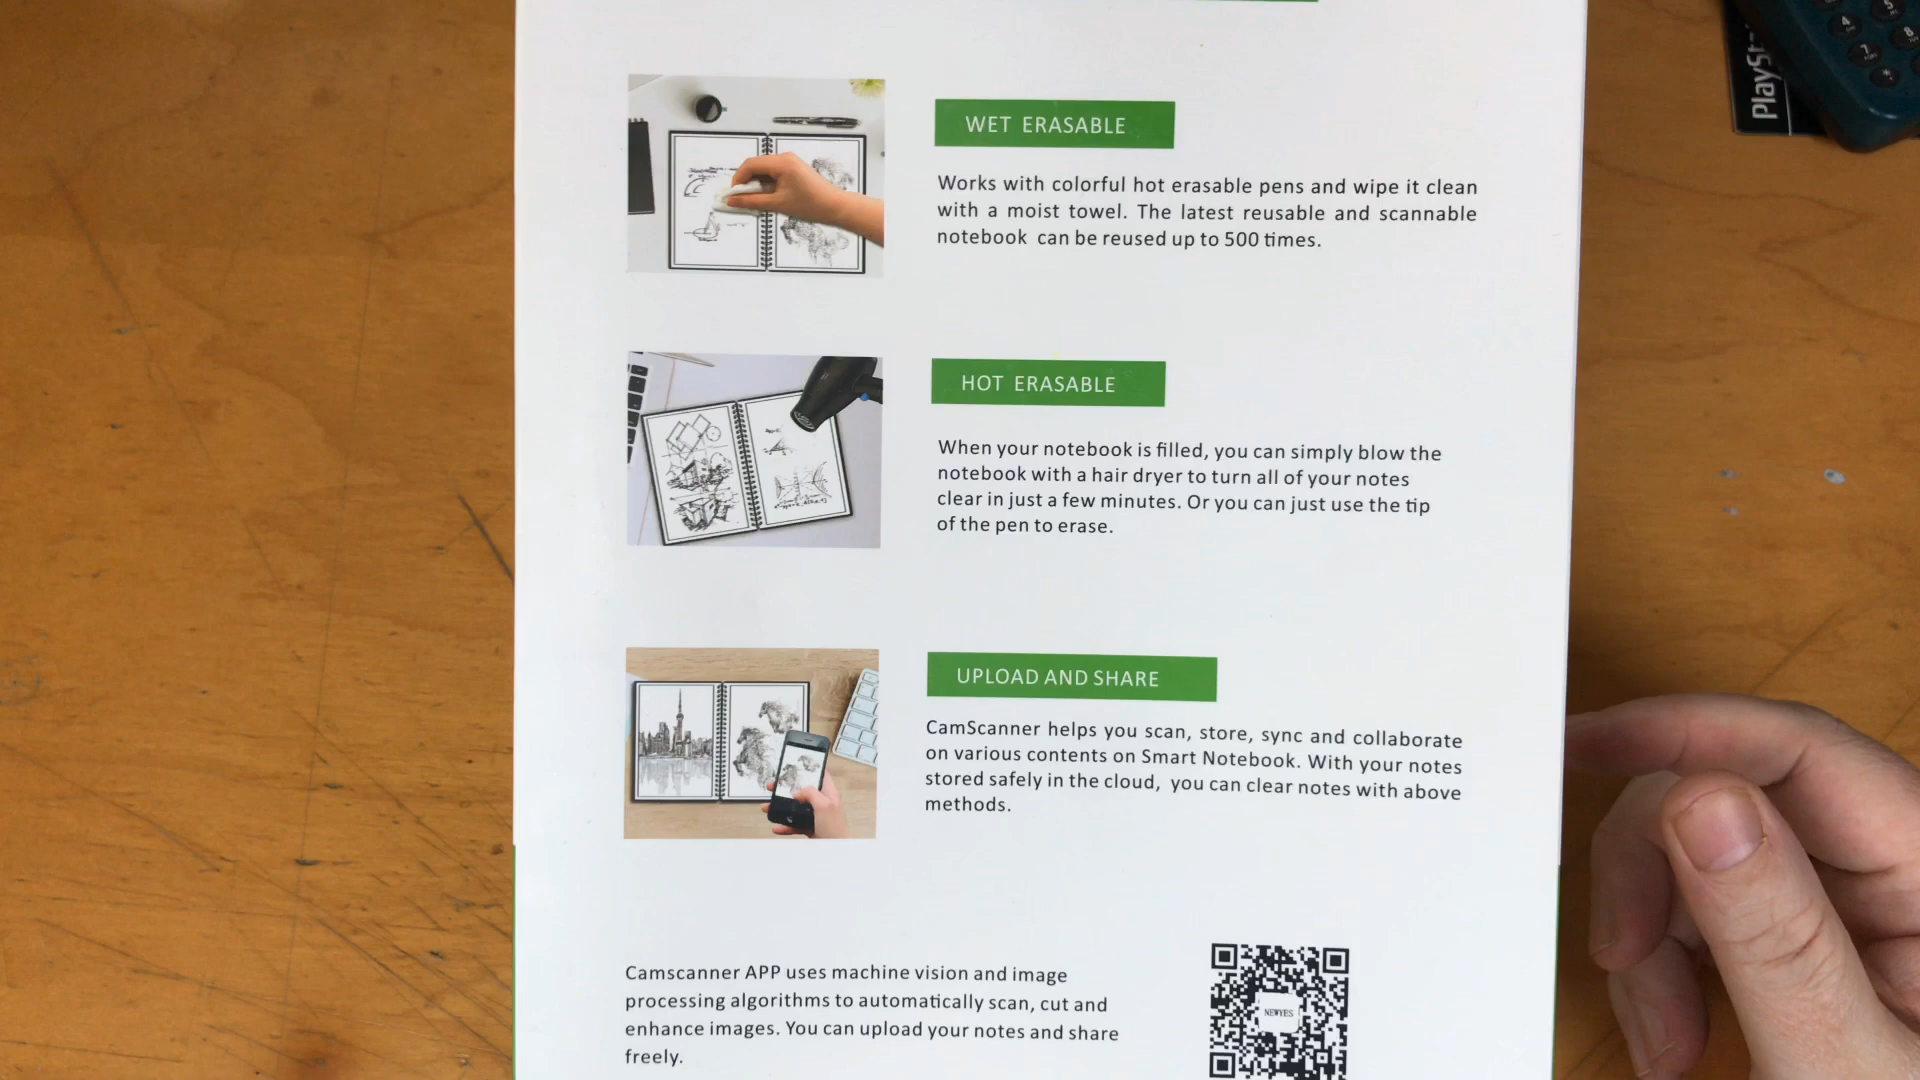 WET ERASABLE
Works with colorful hot erasable pens and wipe it clean
with a moist towel. The latest reusable and scannable
notebook can be reused up to 500 times.
HOT ERASABLE
When your notebook is filled, you can simply blow the
notebook with a hair dryer to turn all of your notes
clear in just a few minutes. Or you can just use the tip
of the pen to erase.
UPLOAD AND SHARE
CamScanner helps you scan, store, sync and collaborate
on various contents on Smart Notebook. With your notes
stored safely in the cloud, you can clear notes with above
methods.
Camscanner APP uses machine vision and image
processing algorithms to automatically scan, cut and
enhance images. You can upload your notes and share
freely.
NEWYES
PlaySt
4
5
7
8
*